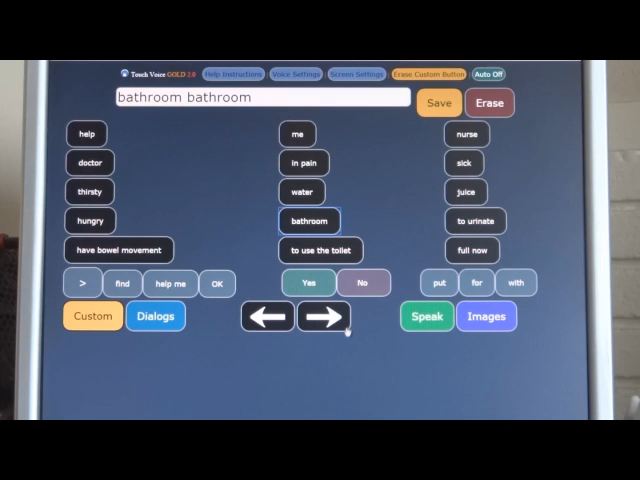 Touch Voice GOLD 2.0 Help Instructions Voice Settings Screen Settings Erase Custom Button Auto Off
bathroom bathroom Save Erase
help me nurse
doctor in pain sick
thirsty water juice
hungry bathroom to urinate
have bowel movement to use the toilet full now
> find help me OK Yes No put for with
Custom Dialogs Speak Images